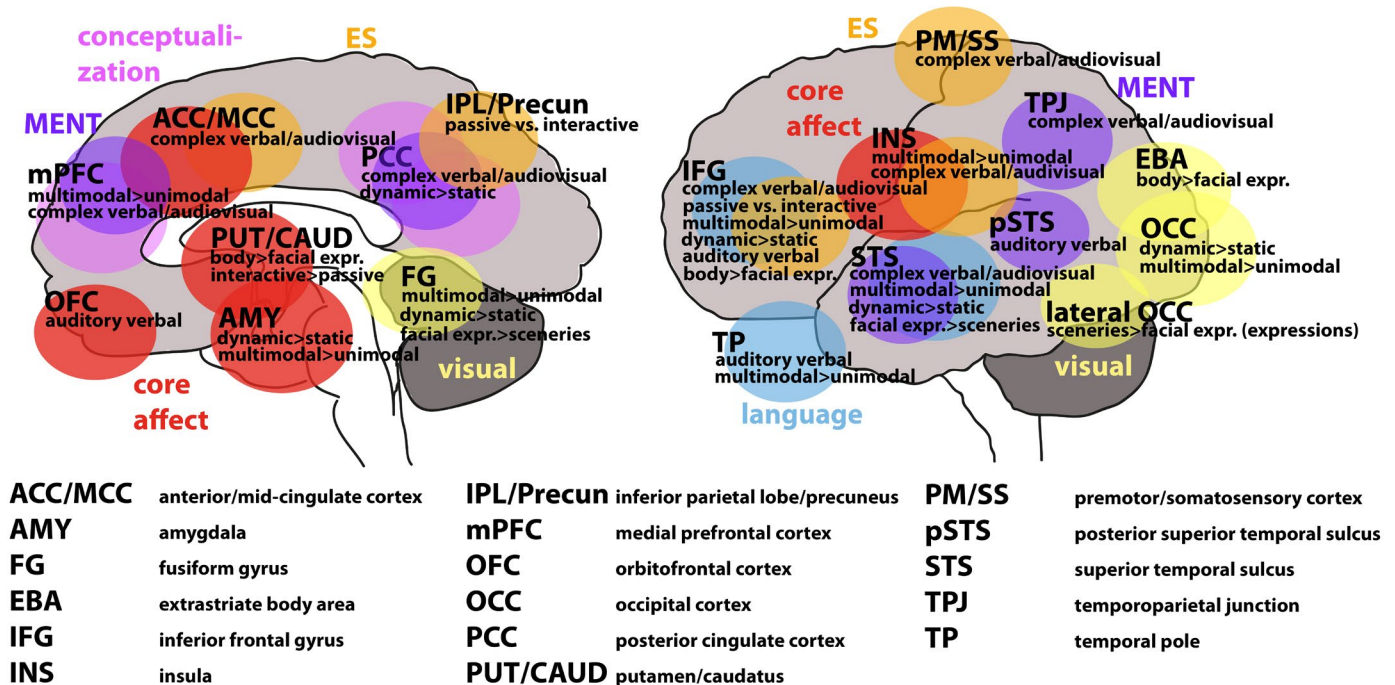 conceptuali-
zation
ES
MENT
ACC/MCC
complex verbal/audiovisual
IPL/Precun
passive vs. interactive
mPFC
multimodal>unimodal
complex verbal/audiovisual
PCC
complex verbal/audiovisual
dynamic>static
PUT/CAUD
body>facial expr.
interactive>passive
FG
multimodal>unimodal
dynamic>static
facial expr.>sceneries
OFC
auditory verbal
AMY
dynamic>static
multimodal>unimodal
core
affect
visual
ES
PM/SS
complex verbal/audiovisual
core
affect
TPJ
complex verbal/audiovisual
MENT
INS
multimodal>unimodal
complex verbal/audivisual
IFG
complex verbal/audiovisual
passive vs. interactive
multimodal>unimodal
dynamic>static
auditory verbal
body>facial expr.
EBA
body>facial expr.
pSTS
auditory verbal
OCC
dynamic>static
multimodal>unimodal
STS
complex verbal/audiovisual
multimodal>unimodal
dynamic>static
facial expr.>sceneries
lateral OCC
sceneries>facial expr. (expressions)
TP
auditory verbal
multimodal>unimodal
language
visual
ACC/MCC anterior/mid-cingulate cortex
AMY amygdala
FG fusiform gyrus
EBA extrastriate body area
IFG inferior frontal gyrus
INS insula
IPL/Precun inferior parietal lobe/precuneus
mPFC medial prefrontal cortex
OFC orbitofrontal cortex
OCC occipital cortex
PCC posterior cingulate cortex
PUT/CAUD putamen/caudatus
PM/SS premotor/somatosensory cortex
pSTS posterior superior temporal sulcus
STS superior temporal sulcus
TPJ temporoparietal junction
TP temporal pole